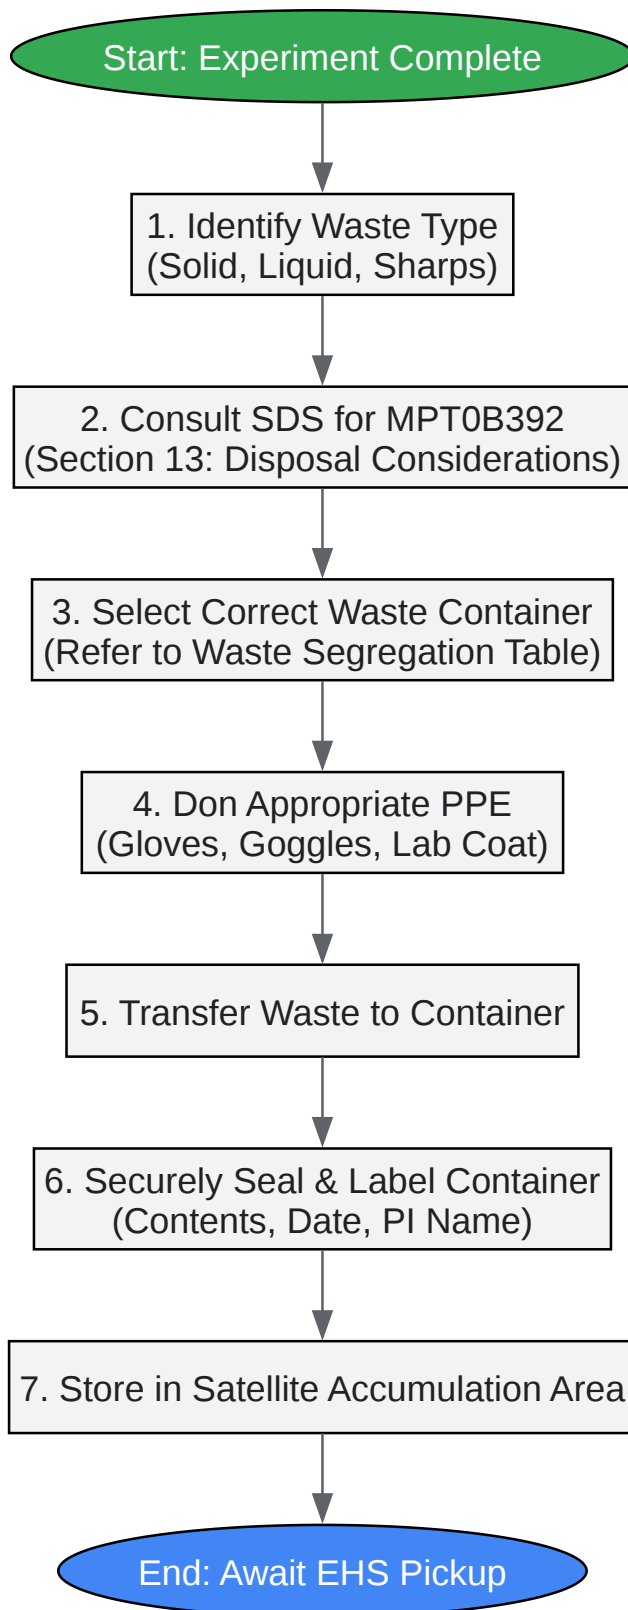 Start: Experiment Complete
1. Identify Waste Type
(Solid, Liquid, Sharps)
2. Consult SDS for MPT0B392
(Section 13: Disposal Considerations)
3. Select Correct Waste Container
(Refer to Waste Segregation Table)
4. Don Appropriate PPE
(Gloves, Goggles, Lab Coat)
5. Transfer Waste to Container
6. Securely Seal & Label Container
(Contents, Date, PI Name)
7. Store in Satellite Accumulation Area
End: Await EHS Pickup